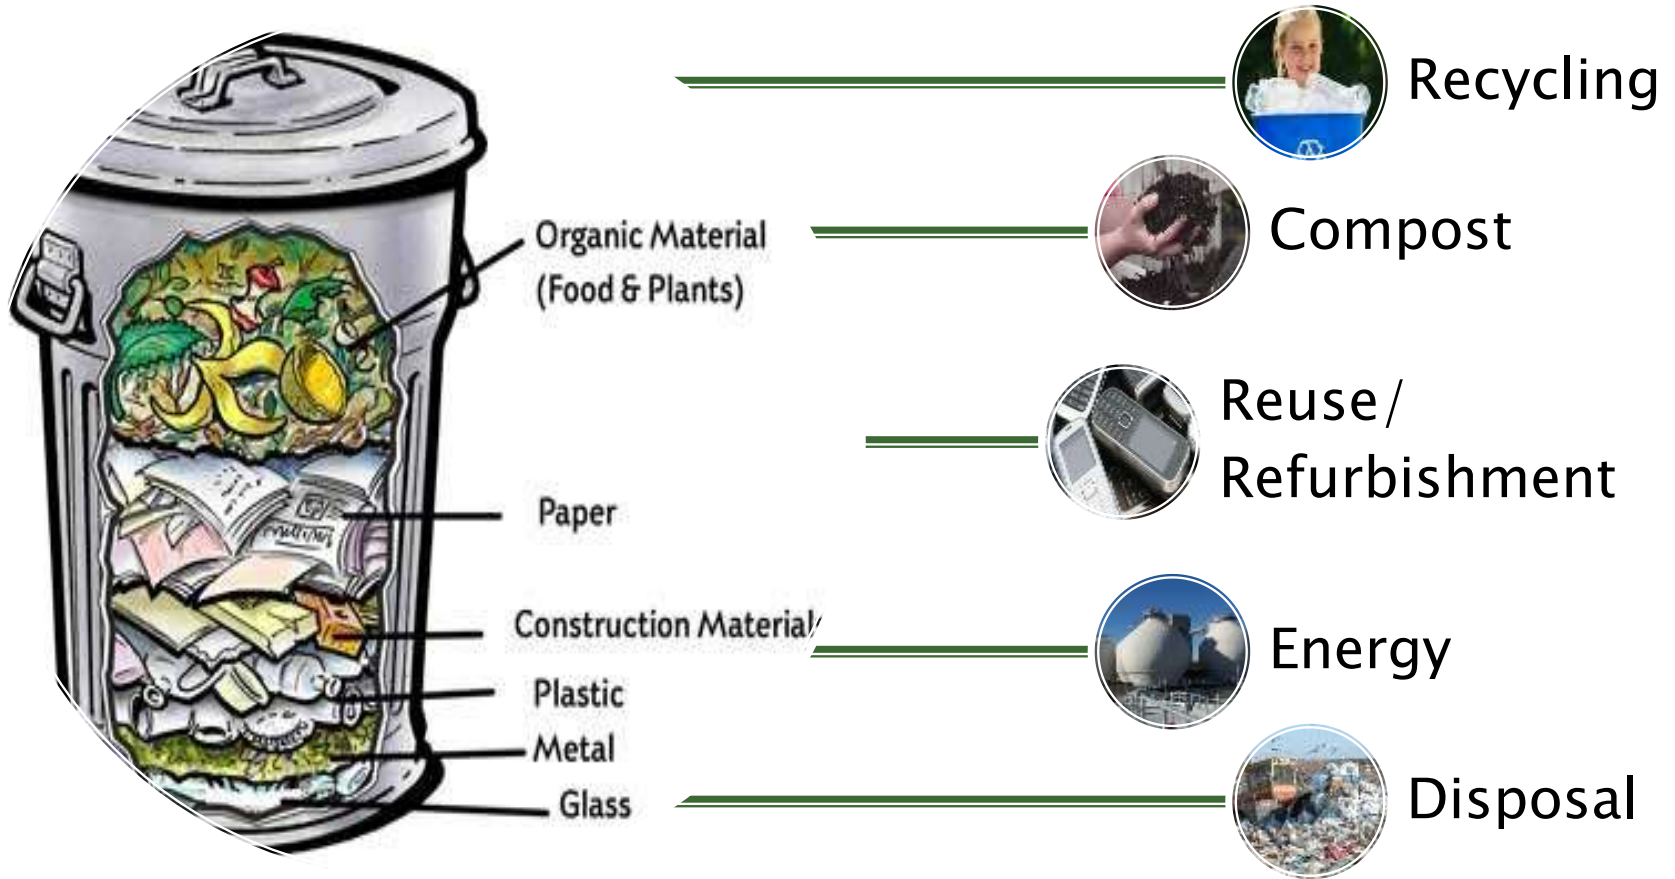 Organic Material
(Food & Plants)
Paper
Construction Material
Plastic
Metal
Glass
Recycling
Compost
Reuse/
Refurbishment
Energy
Disposal